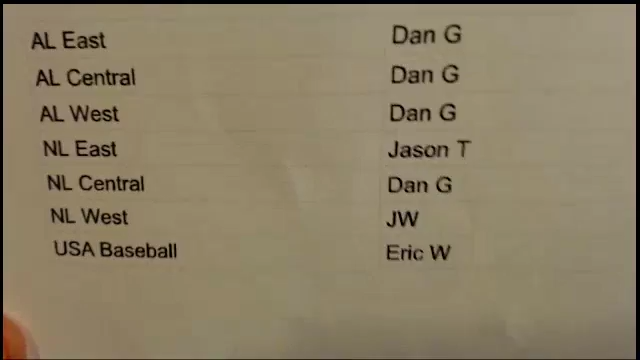 AL East Dan G
AL Central Dan G
AL West Dan G
NL East Jason T
NL Central Dan G
NL West JW
USA Baseball Eric W